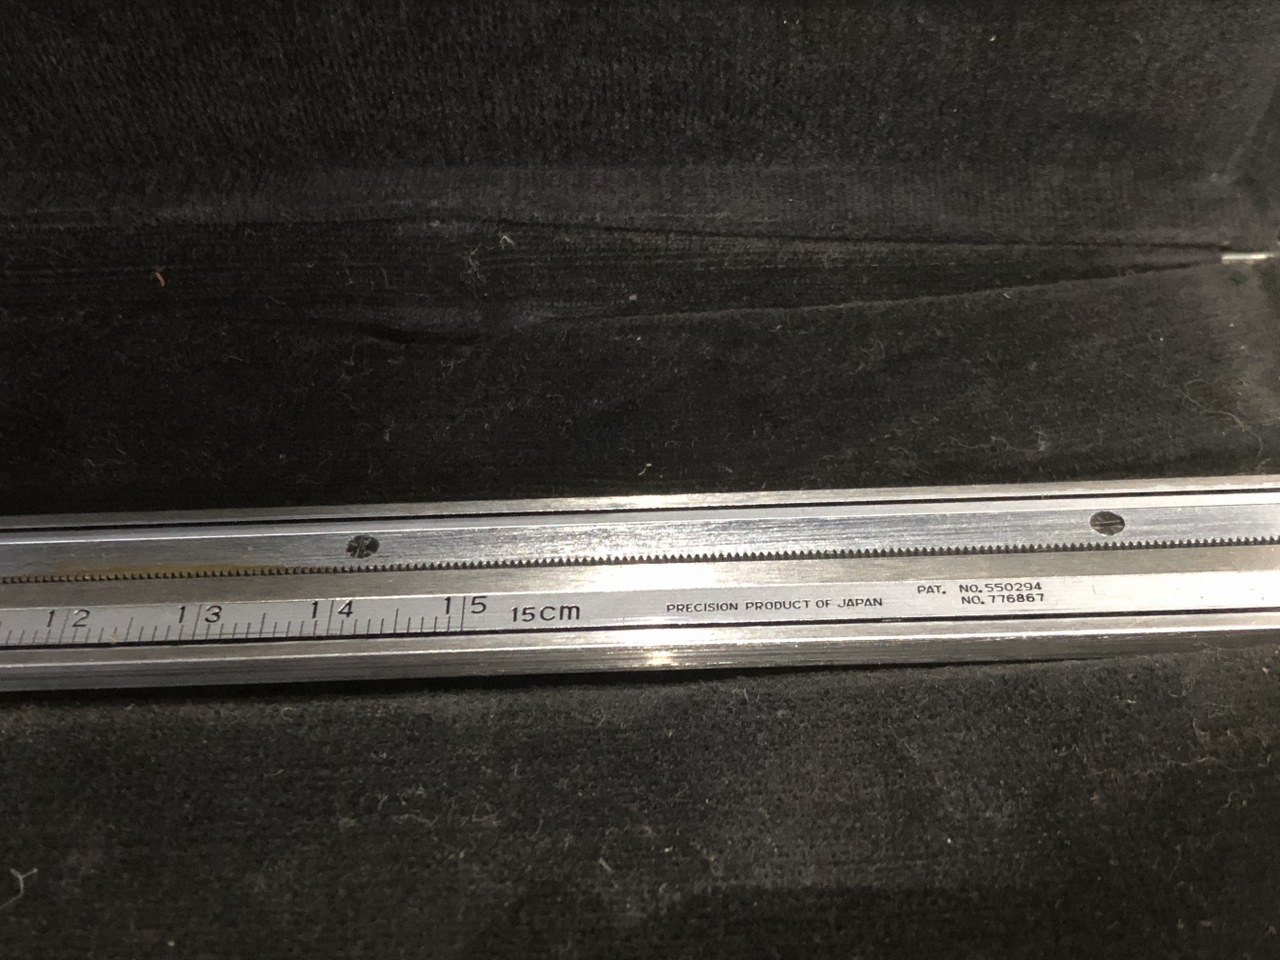 12 13 14 15 15CM PRECISION PRODUCT OF JAPAN PAT. NO.550294
NO.776867